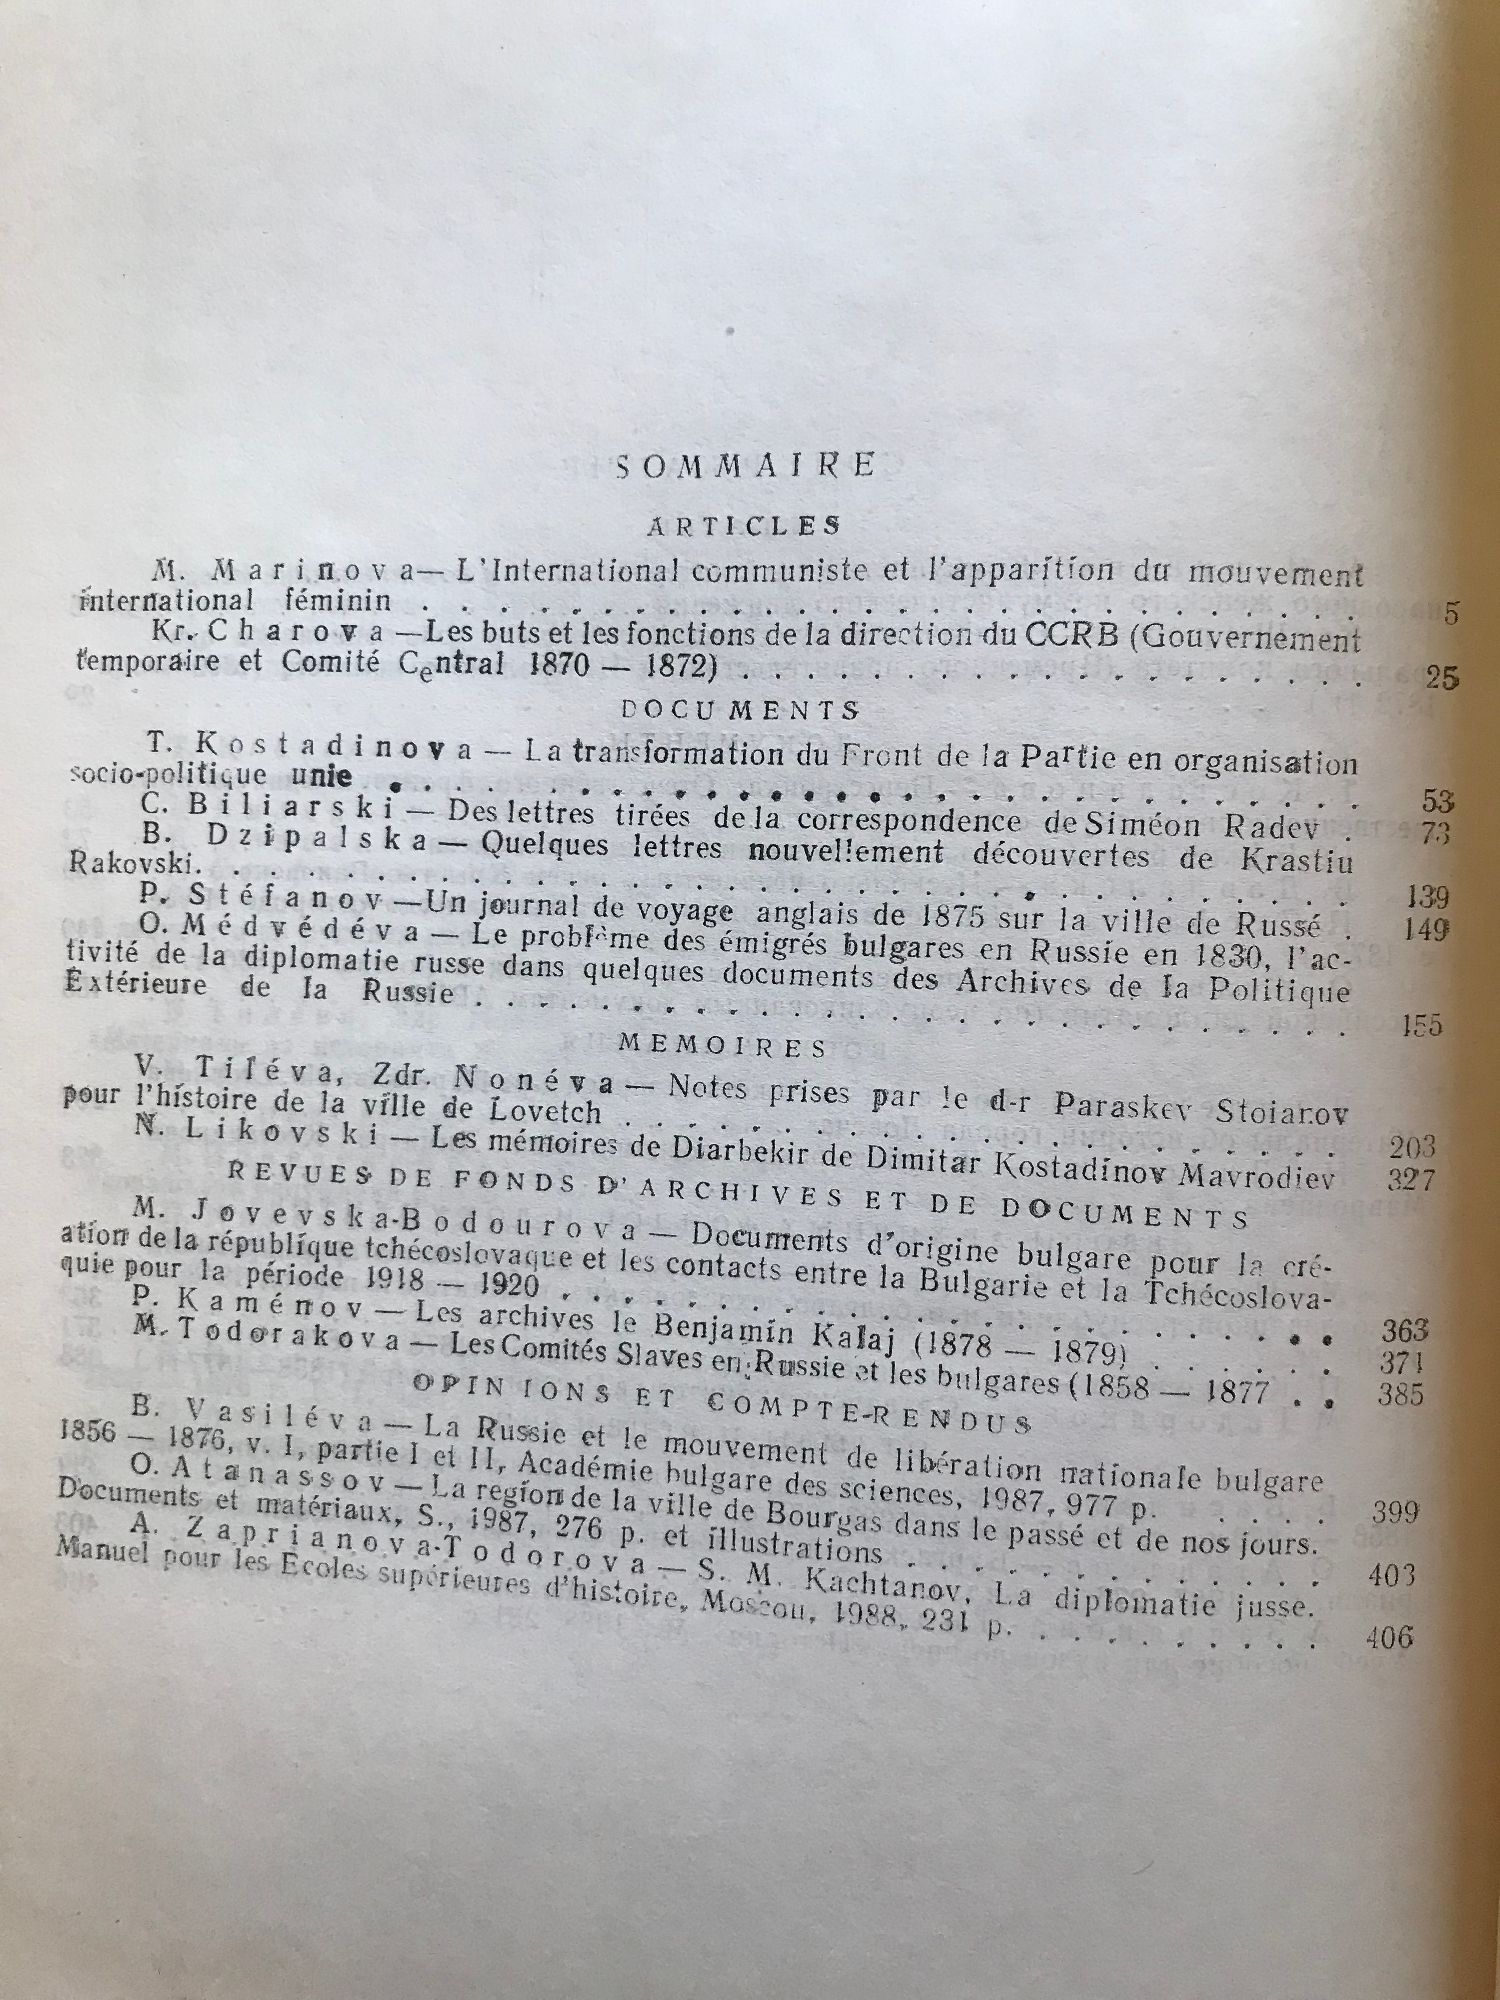 SOMMAIRE
ARTICLES
M. Marinova— L'International communiste et l'apparition du mouvement
international féminin . . . . . . . . . . . . . . . . . . . . . . . . . . . . 5
Kr. Charova —Les buts et les fonctions de la direction du CCRB (Gouvernement
temporaire et Comité Central 1870 — 1872) . . . . . . . . . . . . . . . . . . . 25
DOCUMENTS
T. Kostadinova — La transformation du Front de la Partie en organisation
socio-politique unie . . . . . . . . . . . . . . . . . . . . . . . . . . . . . 53
C. Biliarski — Des lettres tirées de la correspondence de Siméon Radev . 73
B. Dzipalska — Quelques lettres nouvellement découvertes de Krastiu
Rakovski. . . . . . . . . . . . . . . . . . . . . . . . . . . . . . . . . . . 139
P. Stéfanov —Un journal de voyage anglais de 1875 sur la ville de Russé . 149
O. Médvédéva — Le problème des émigrés bulgares en Russie en 1830, l'ac-
tivité de la diplomatie russe dans quelques documents des Archives de la Politique
Extérieure de la Russie . . . . . . . . . . . . . . . . . . . . . . . . . . . 155
MEMOIRES
V. Tiléva, Zdr. Nonéva — Notes prises par le d-r Paraskev Stoiarov
pour l'histoire de la ville de Lovetch . . . . . . . . . . . . . . . . . . . . . . 203
N. Likovski — Les mémoires de Diarbekir de Dimitar Kostadinov Mavrodiev 327
REVUES DE FONDS D'ARCHIVES ET DE DOCUMENTS
M. Jovevska-Bodourova — Documents d'origine bulgare pour la cré-
ation de la république tchécoslovaque et les contacts entre la Bulgarie et la Tchécoslova-
quie pour la période 1918 — 1920 . . . . . . . . . . . . . . . . . . . . . . . . 363
P. Kaménov — Les archives le Benjamin Kalaj (1878 — 1879) . . . . . . 371
M. Todorakova — Les Comités Slaves en Russie et les bulgares (1858 — 1877 . . 385
OPINIONS ET COMPTE-RENDUS
B. Vasiléva — La Russie et le mouvement de libération nationale bulgare
1856 — 1876, v. I, partie I et II, Académie bulgare des sciences, 1987, 977 p. . . . . 399
O. Atanassov — La region de la ville de Bourgas dans le passé et de nos jours.
Documents et matériaux, S., 1987, 276 p. et illustrations . . . . . . . . . . . . . 403
A. Zaprianova-Todorova — S. M. Kachtanov, La diplomatie jusse.
Manuel pour les Ecoles supérieures d'histoire, Moscou, 1988, 231 p. . . . . . . . . . . 406